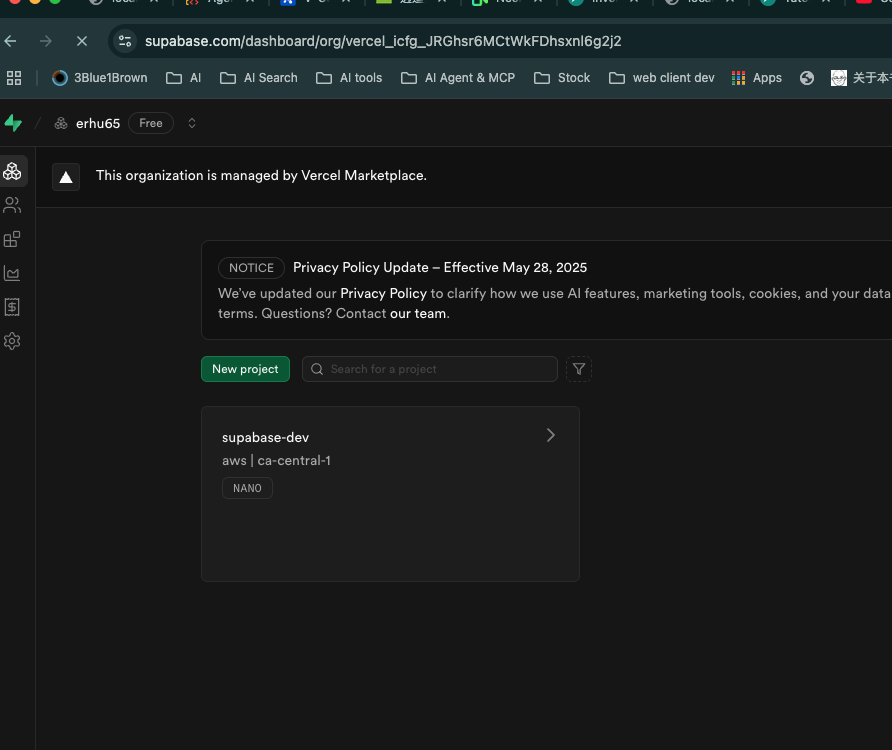 supabase.com/dashboard/org/vercel_icfg_JRGhsr6MCtWkFDhsxnl6g2j2
3Blue1Brown AI AI Search AI tools AI Agent & MCP Stock web client dev Apps 关于本
erhu65 Free
This organization is managed by Vercel Marketplace.
NOTICE Privacy Policy Update – Effective May 28, 2025
We’ve updated our Privacy Policy to clarify how we use AI features, marketing tools, cookies, and your data
terms. Questions? Contact our team.
New project Search for a project
supabase-dev
aws | ca-central-1
NANO